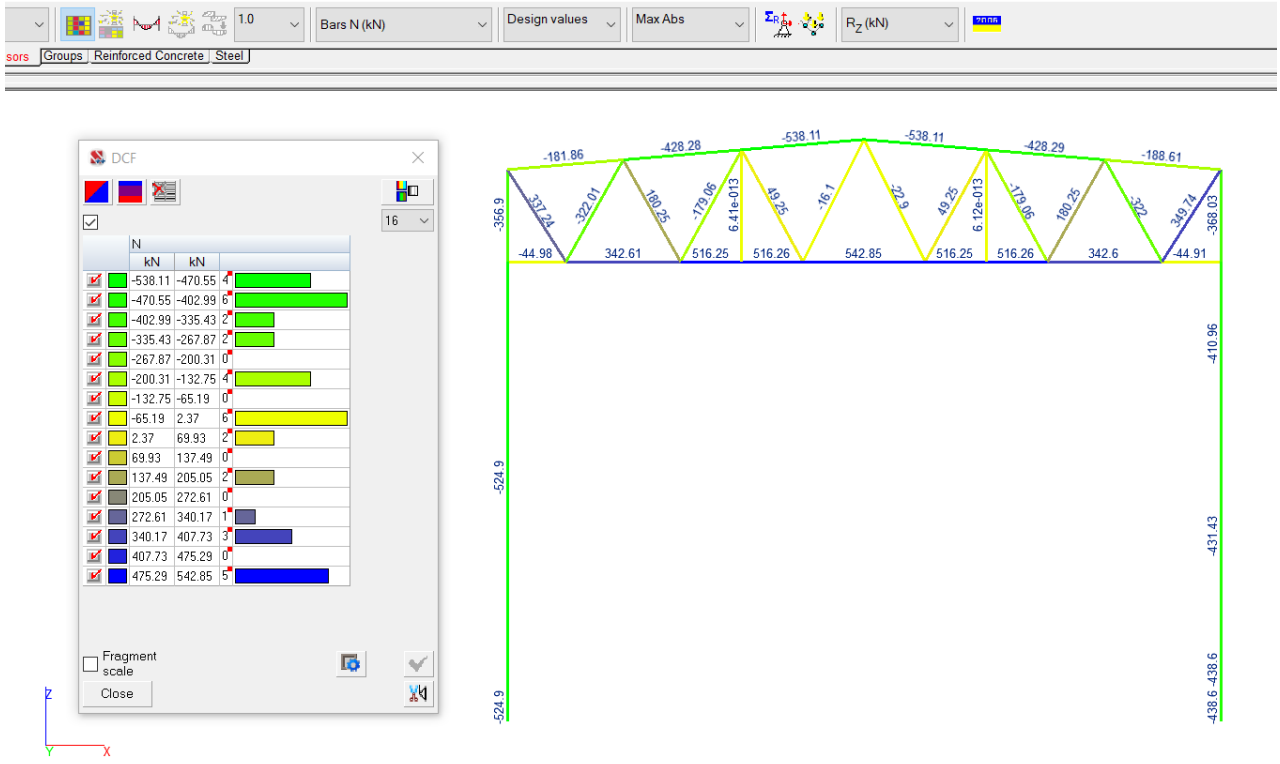 1.0
Bars N (kN)
Design values
Max Abs
ΣR
RZ (kN)
2006
sors Groups Reinforced Concrete Steel
DCF
16
N
kN kN
-538.11 -470.55 4
-470.55 -402.99 6
-402.99 -335.43 2
-335.43 -267.87 2
-267.87 -200.31 0
-200.31 -132.75 4
-132.75 -65.19 0
-65.19 2.37 6
2.37 69.93 2
69.93 137.49 0
137.49 205.05 2
205.05 272.61 0
272.61 340.17 1
340.17 407.73 3
407.73 475.29 0
475.29 542.85 5
Fragment
scale
Close
Z
Y X
-181.86 -428.28 -538.11 -538.11 -428.29 -188.61
-356.9 337.24 -322.01 180.25 -179.06 6.41e-013 49.25 -16.1 -22.9 49.25 6.12e-013 -179.06 180.25 -322 349.74 -368.03
-44.98 342.61 516.25 516.26 542.85 516.25 516.26 342.6 -44.91
-410.96
-524.9
-431.43
-524.9
-438.6 -438.6